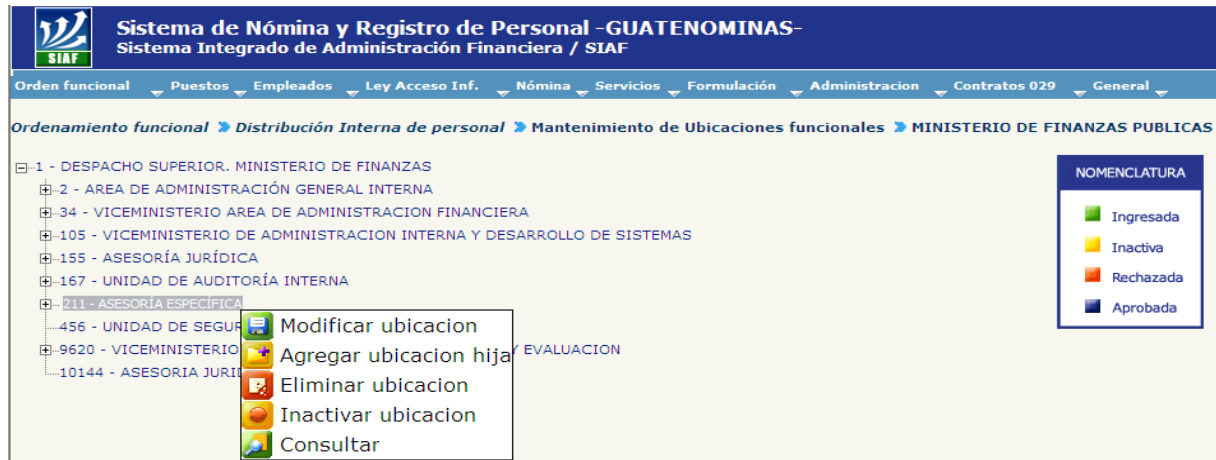 Sistema de Nómina y Registro de Personal -GUATENOMINAS-
Sistema Integrado de Administración Financiera / SIAF
SIAF
Orden funcional Puestos Empleados Ley Acceso Inf. Nómina Servicios Formulación Administracion Contratos 029 General
Ordenamiento funcional Distribución Interna de personal Mantenimiento de Ubicaciones funcionales MINISTERIO DE FINANZAS PUBLICAS
1 - DESPACHO SUPERIOR. MINISTERIO DE FINANZAS
2 - AREA DE ADMINISTRACIÓN GENERAL INTERNA
34 - VICEMINISTERIO AREA DE ADMINISTRACION FINANCIERA
105 - VICEMINISTERIO DE ADMINISTRACION INTERNA Y DESARROLLO DE SISTEMAS
155 - ASESORÍA JURÍDICA
167 - UNIDAD DE AUDITORÍA INTERNA
211 - ASESORÍA ESPECÍFICA
456 - UNIDAD DE
9620 - VICEMINISTERIO Y EVALUACION
10144 - ASESORIA
Modificar ubicacion
Agregar ubicacion hija
Eliminar ubicacion
Inactivar ubicacion
Consultar
NOMENCLATURA
Ingresada
Inactiva
Rechazada
Aprobada